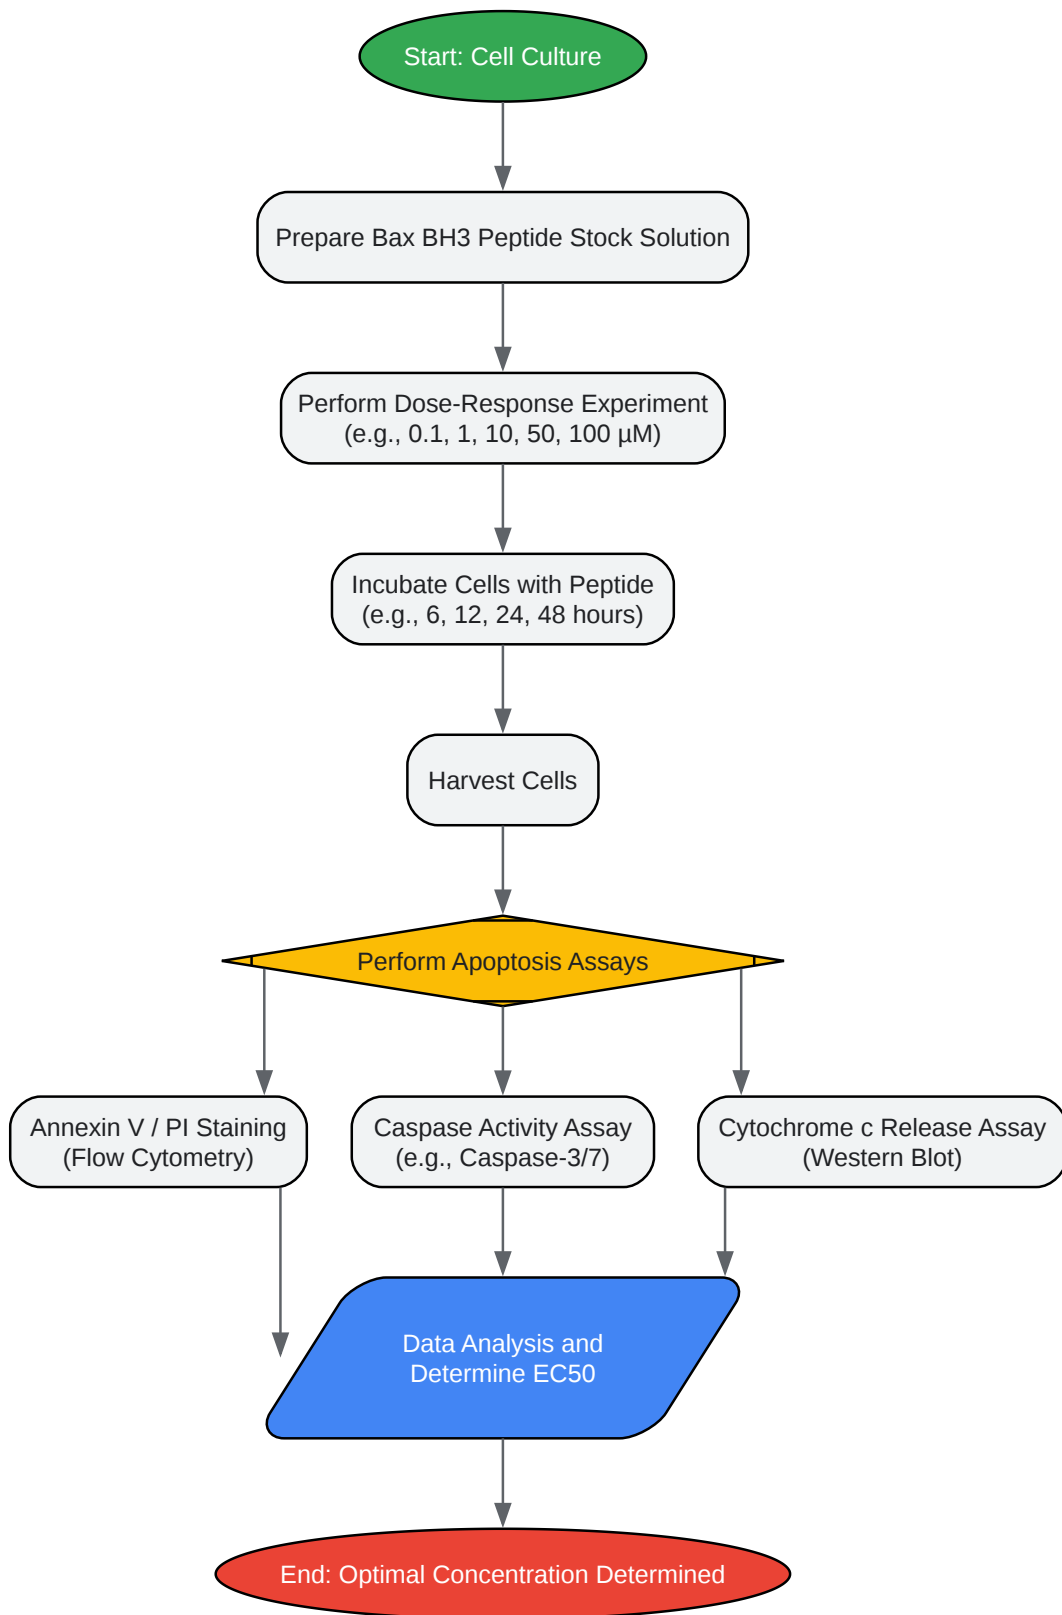 Start: Cell Culture
Prepare Bax BH3 Peptide Stock Solution
Perform Dose-Response Experiment
(e.g., 0.1, 1, 10, 50, 100 µM)
Incubate Cells with Peptide
(e.g., 6, 12, 24, 48 hours)
Harvest Cells
Perform Apoptosis Assays
Annexin V / PI Staining
(Flow Cytometry)
Caspase Activity Assay
(e.g., Caspase-3/7)
Cytochrome c Release Assay
(Western Blot)
Data Analysis and
Determine EC50
End: Optimal Concentration Determined